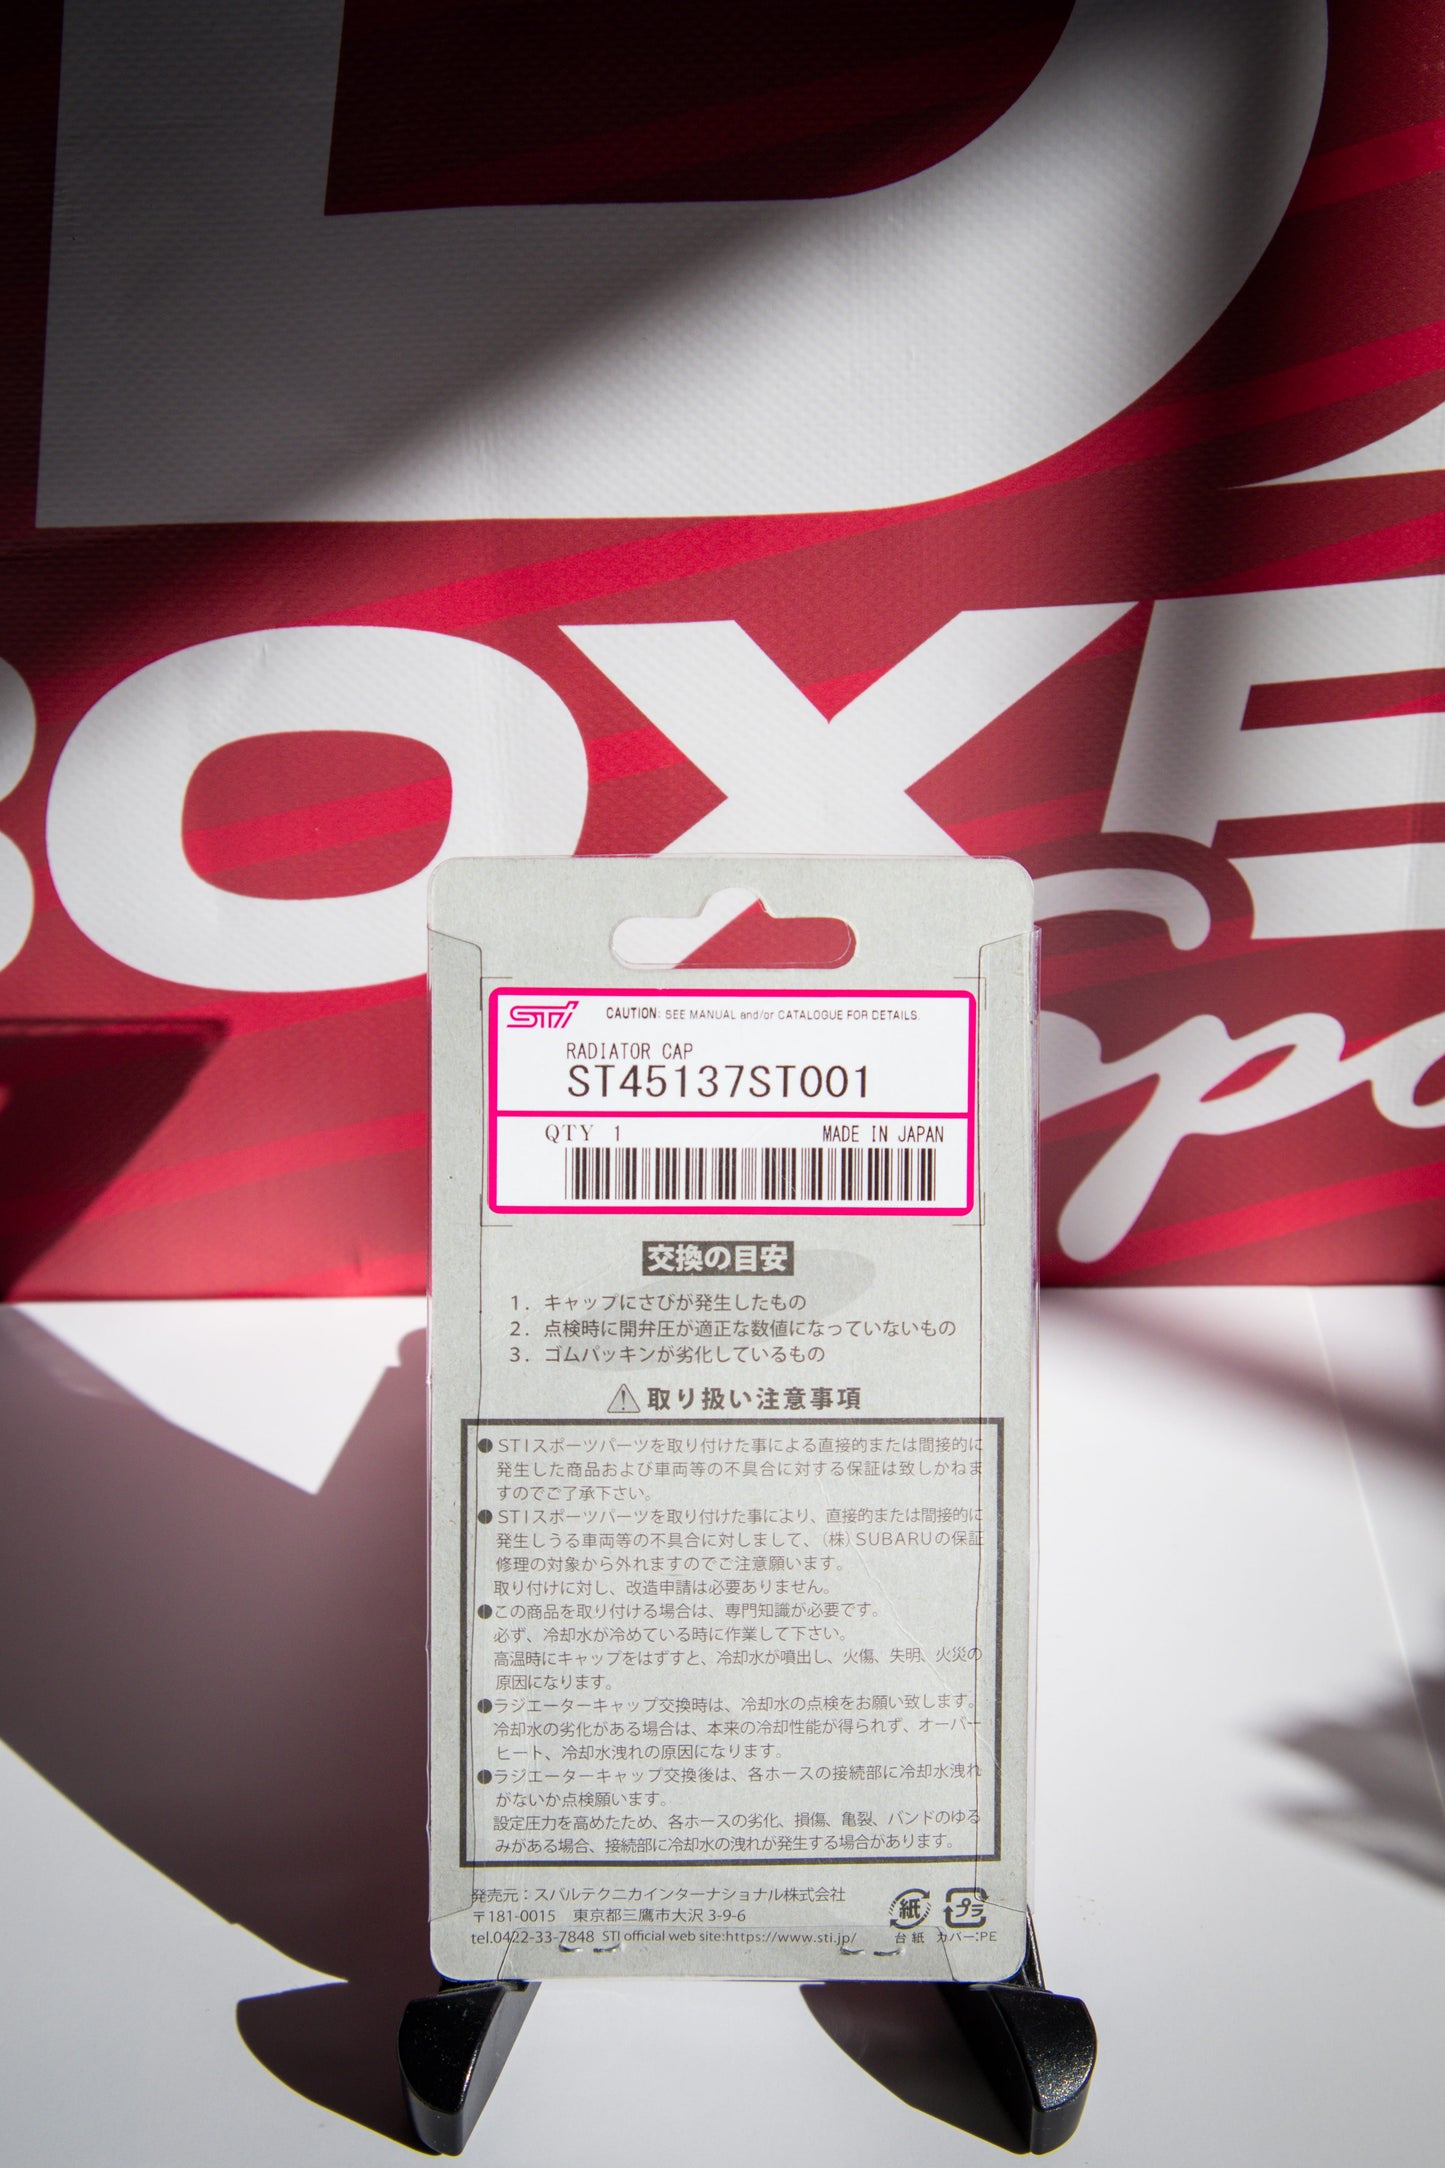 BOXE
Spo
STI CAUTION: SEE MANUAL and/or CATALOGUE FOR DETAILS.
RADIATOR CAP
ST45137ST001
QTY 1 MADE IN JAPAN
交換の目安
1. キャップにさびが発生したもの
2. 点検時に開弁圧が適正な数値になっていないもの
3. ゴムパッキンが劣化しているもの
取り扱い注意事項
●STIスポーツパーツを取り付けた事による直接的または間接的に
発生した商品および車両等の不具合に対する保証は致しかねま
すのでご了承下さい。
●STIスポーツパーツを取り付けた事により、直接的または間接的に
発生しうる車両等の不具合に対しまして、(株)SUBARUの保証
修理の対象から外れますのでご注意願います。
取り付けに対し、改造申請は必要ありません。
●この商品を取り付ける場合は、専門知識が必要です。
必ず、冷却水が冷めている時に作業して下さい。
高温時にキャップをはずすと、冷却水が噴出し、火傷、失明、火災の
原因になります。
●ラジエーターキャップ交換時は、冷却水の点検をお願い致します。
冷却水の劣化がある場合は、本来の冷却性能が得られず、オーバー
ヒート、冷却水洩れの原因になります。
●ラジエーターキャップ交換後は、各ホースの接続部に冷却水洩れ
がないか点検願います。
設定圧力を高めたため、各ホースの劣化、損傷、亀裂、バンドのゆる
みがある場合、接続部に冷却水の洩れが発生する場合があります。
発売元：スバルテクニカインターナショナル株式会社
〒181-0015 東京都三鷹市大沢 3-9-6
tel.0422-33-7848 STI official web site:https://www.sti.jp/
紙 プラ
台紙 カバー:PE